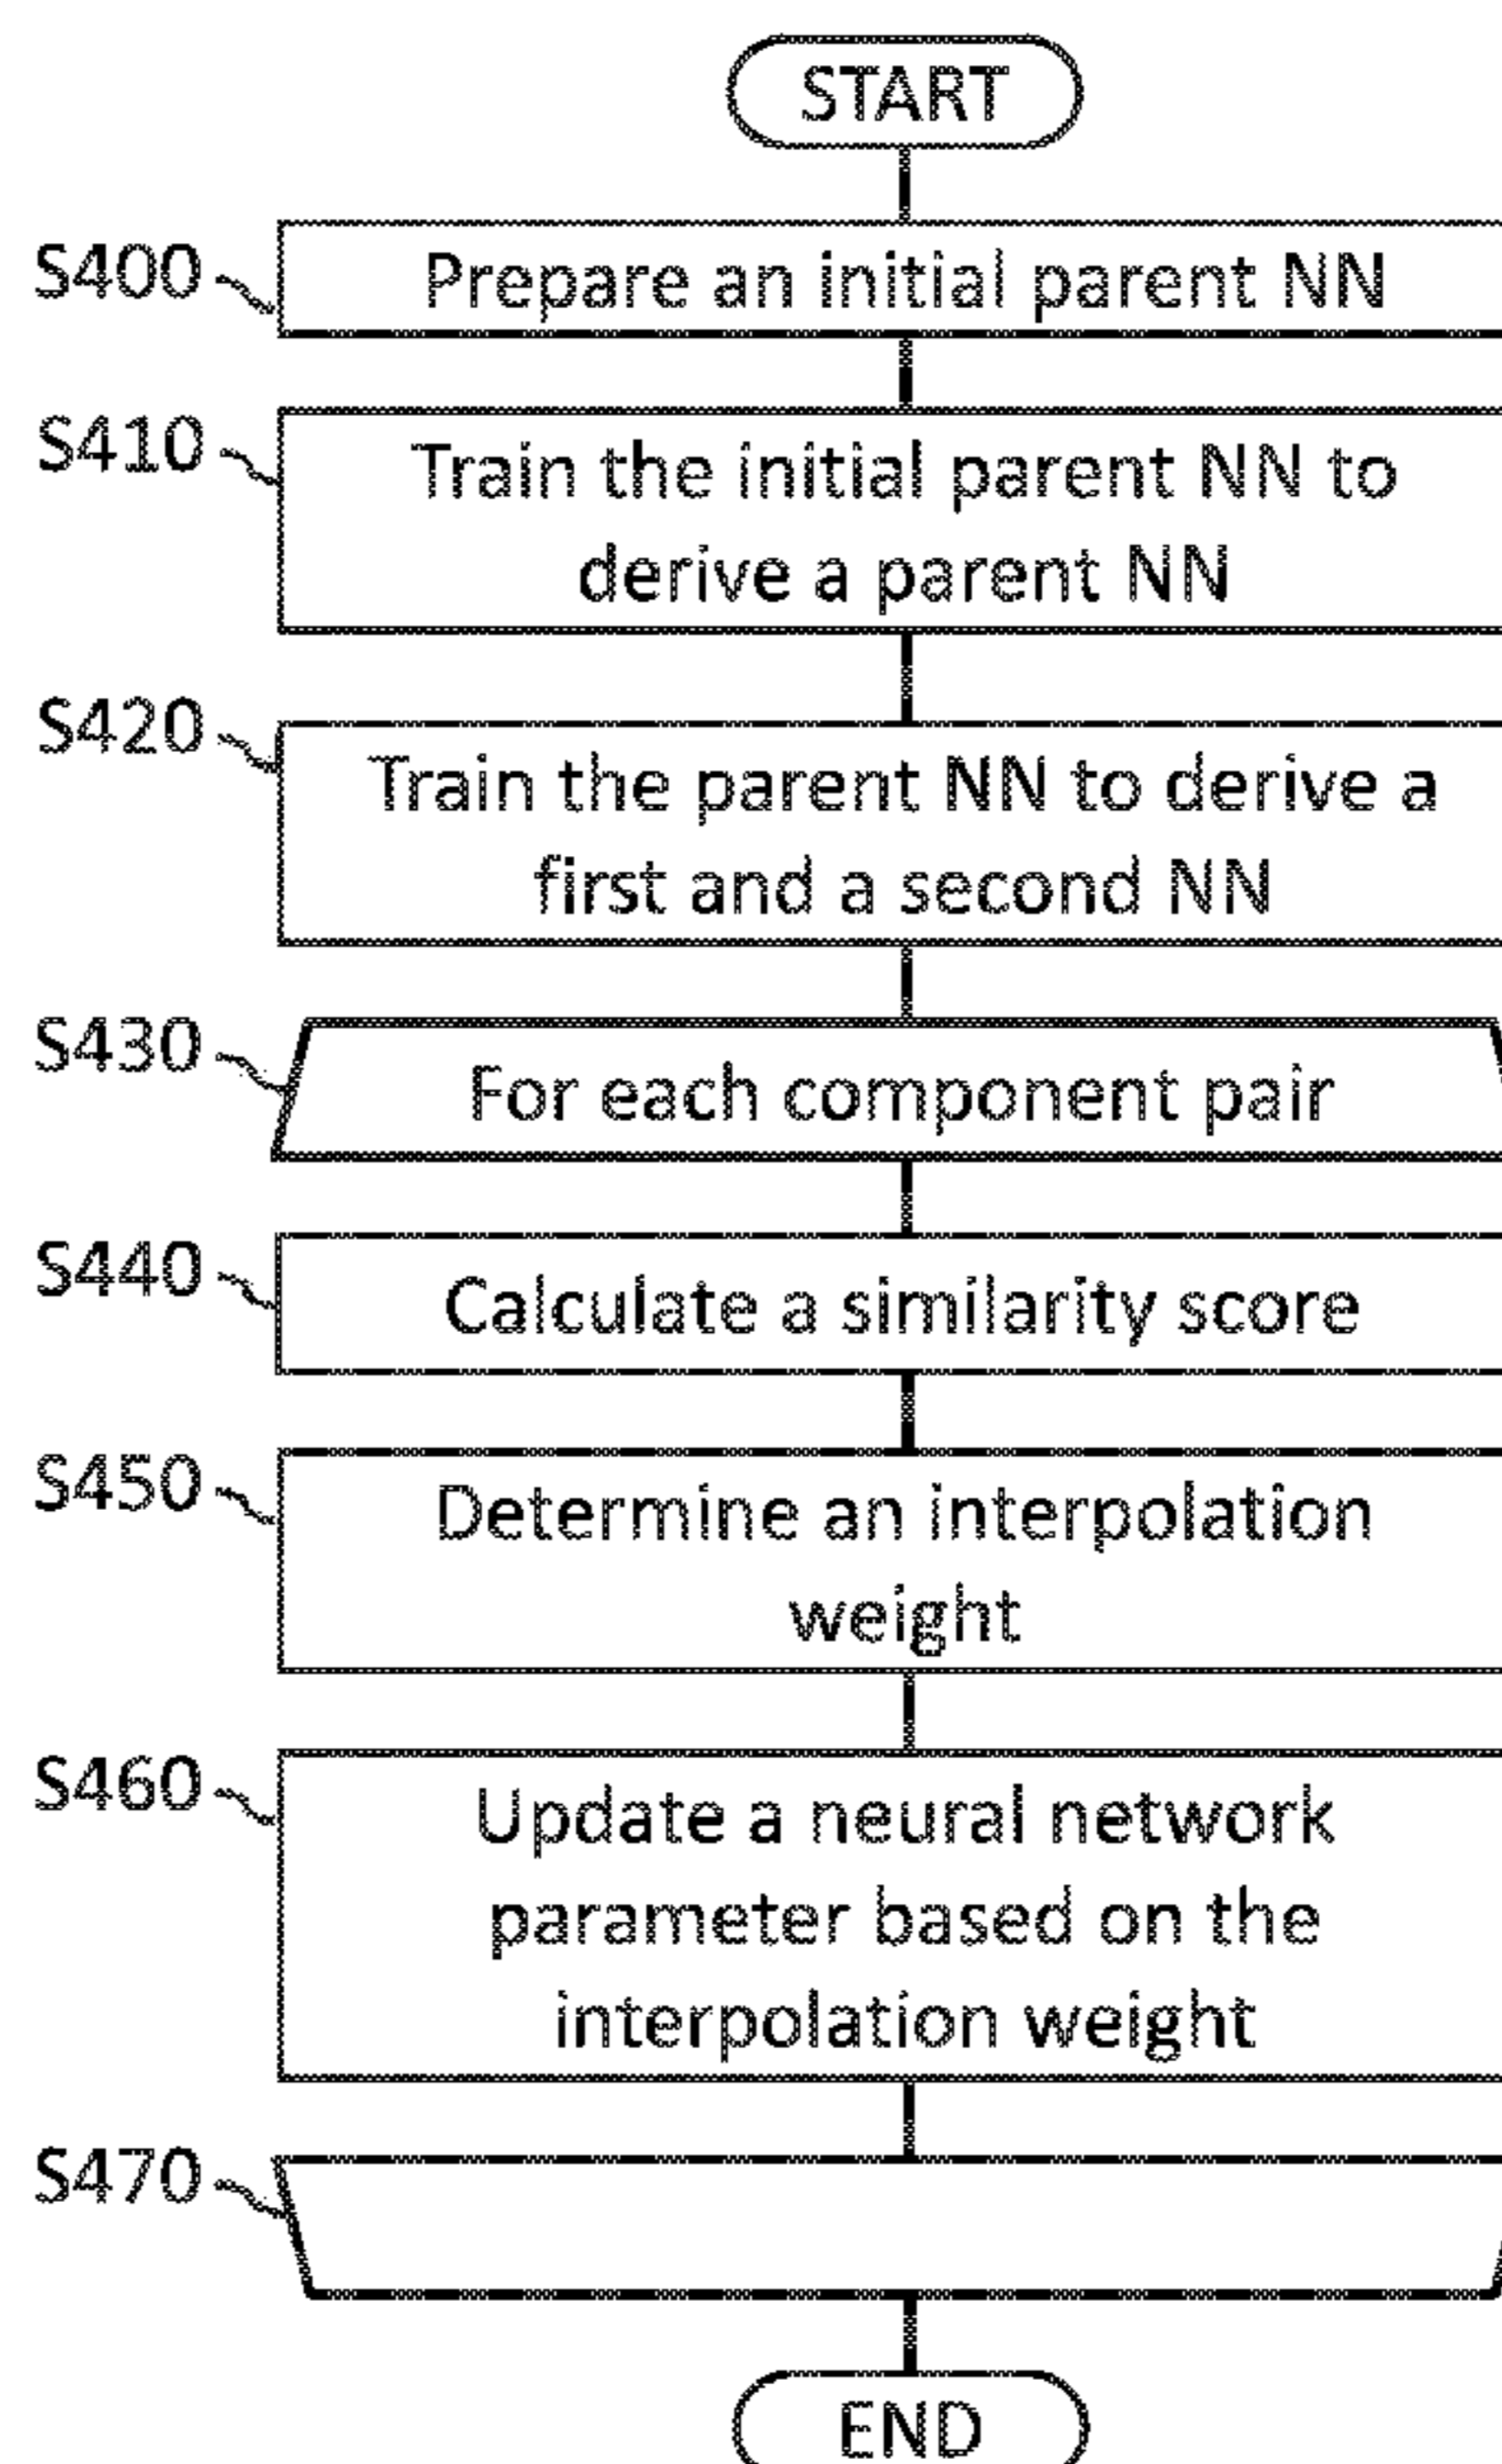 START
S400
Prepare an initial parent NN
S410
Train the initial parent NN to
derive a parent NN
S420
Train the parent NN to derive a
first and a second NN
S430
For each component pair
S440
Calculate a similarity score
S450
Determine an interpolation
weight
S460
Update a neural network
parameter based on the
interpolation weight
S470
END